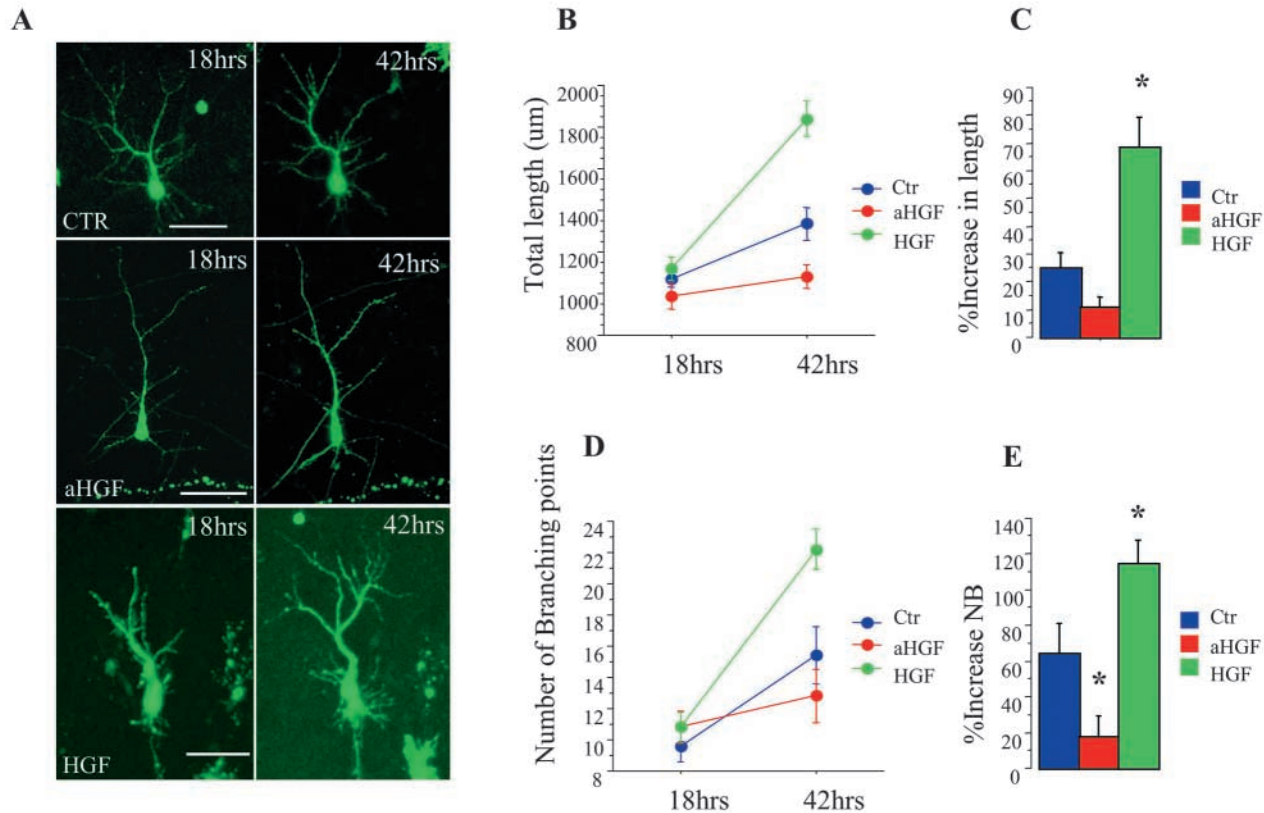 A
18hrs
42hrs
CTR
18hrs
42hrs
aHGF
18hrs
42hrs
HGF
B
Total length (um)
2000
1800
1600
1400
1200
1000
800
18hrs
42hrs
Ctr
aHGF
HGF
C
*
%Increase in length
90
80
70
60
50
40
30
20
10
0
Ctr
aHGF
HGF
D
Number of Branching points
24
22
20
18
16
14
12
10
8
18hrs
42hrs
Ctr
aHGF
HGF
E
*
*
%Increase NB
140
120
100
80
60
40
20
0
Ctr
aHGF
HGF